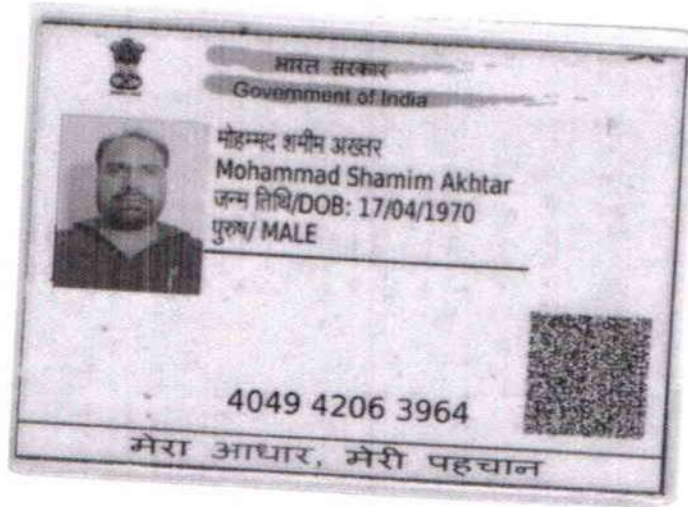 भारत सरकार
Government of India
मोहम्मद शमीम अख्तर
Mohammad Shamim Akhtar
जन्म तिथि/DOB: 17/04/1970
पुरुष/ MALE
4049 4206 3964
मेरा आधार, मेरी पहचान